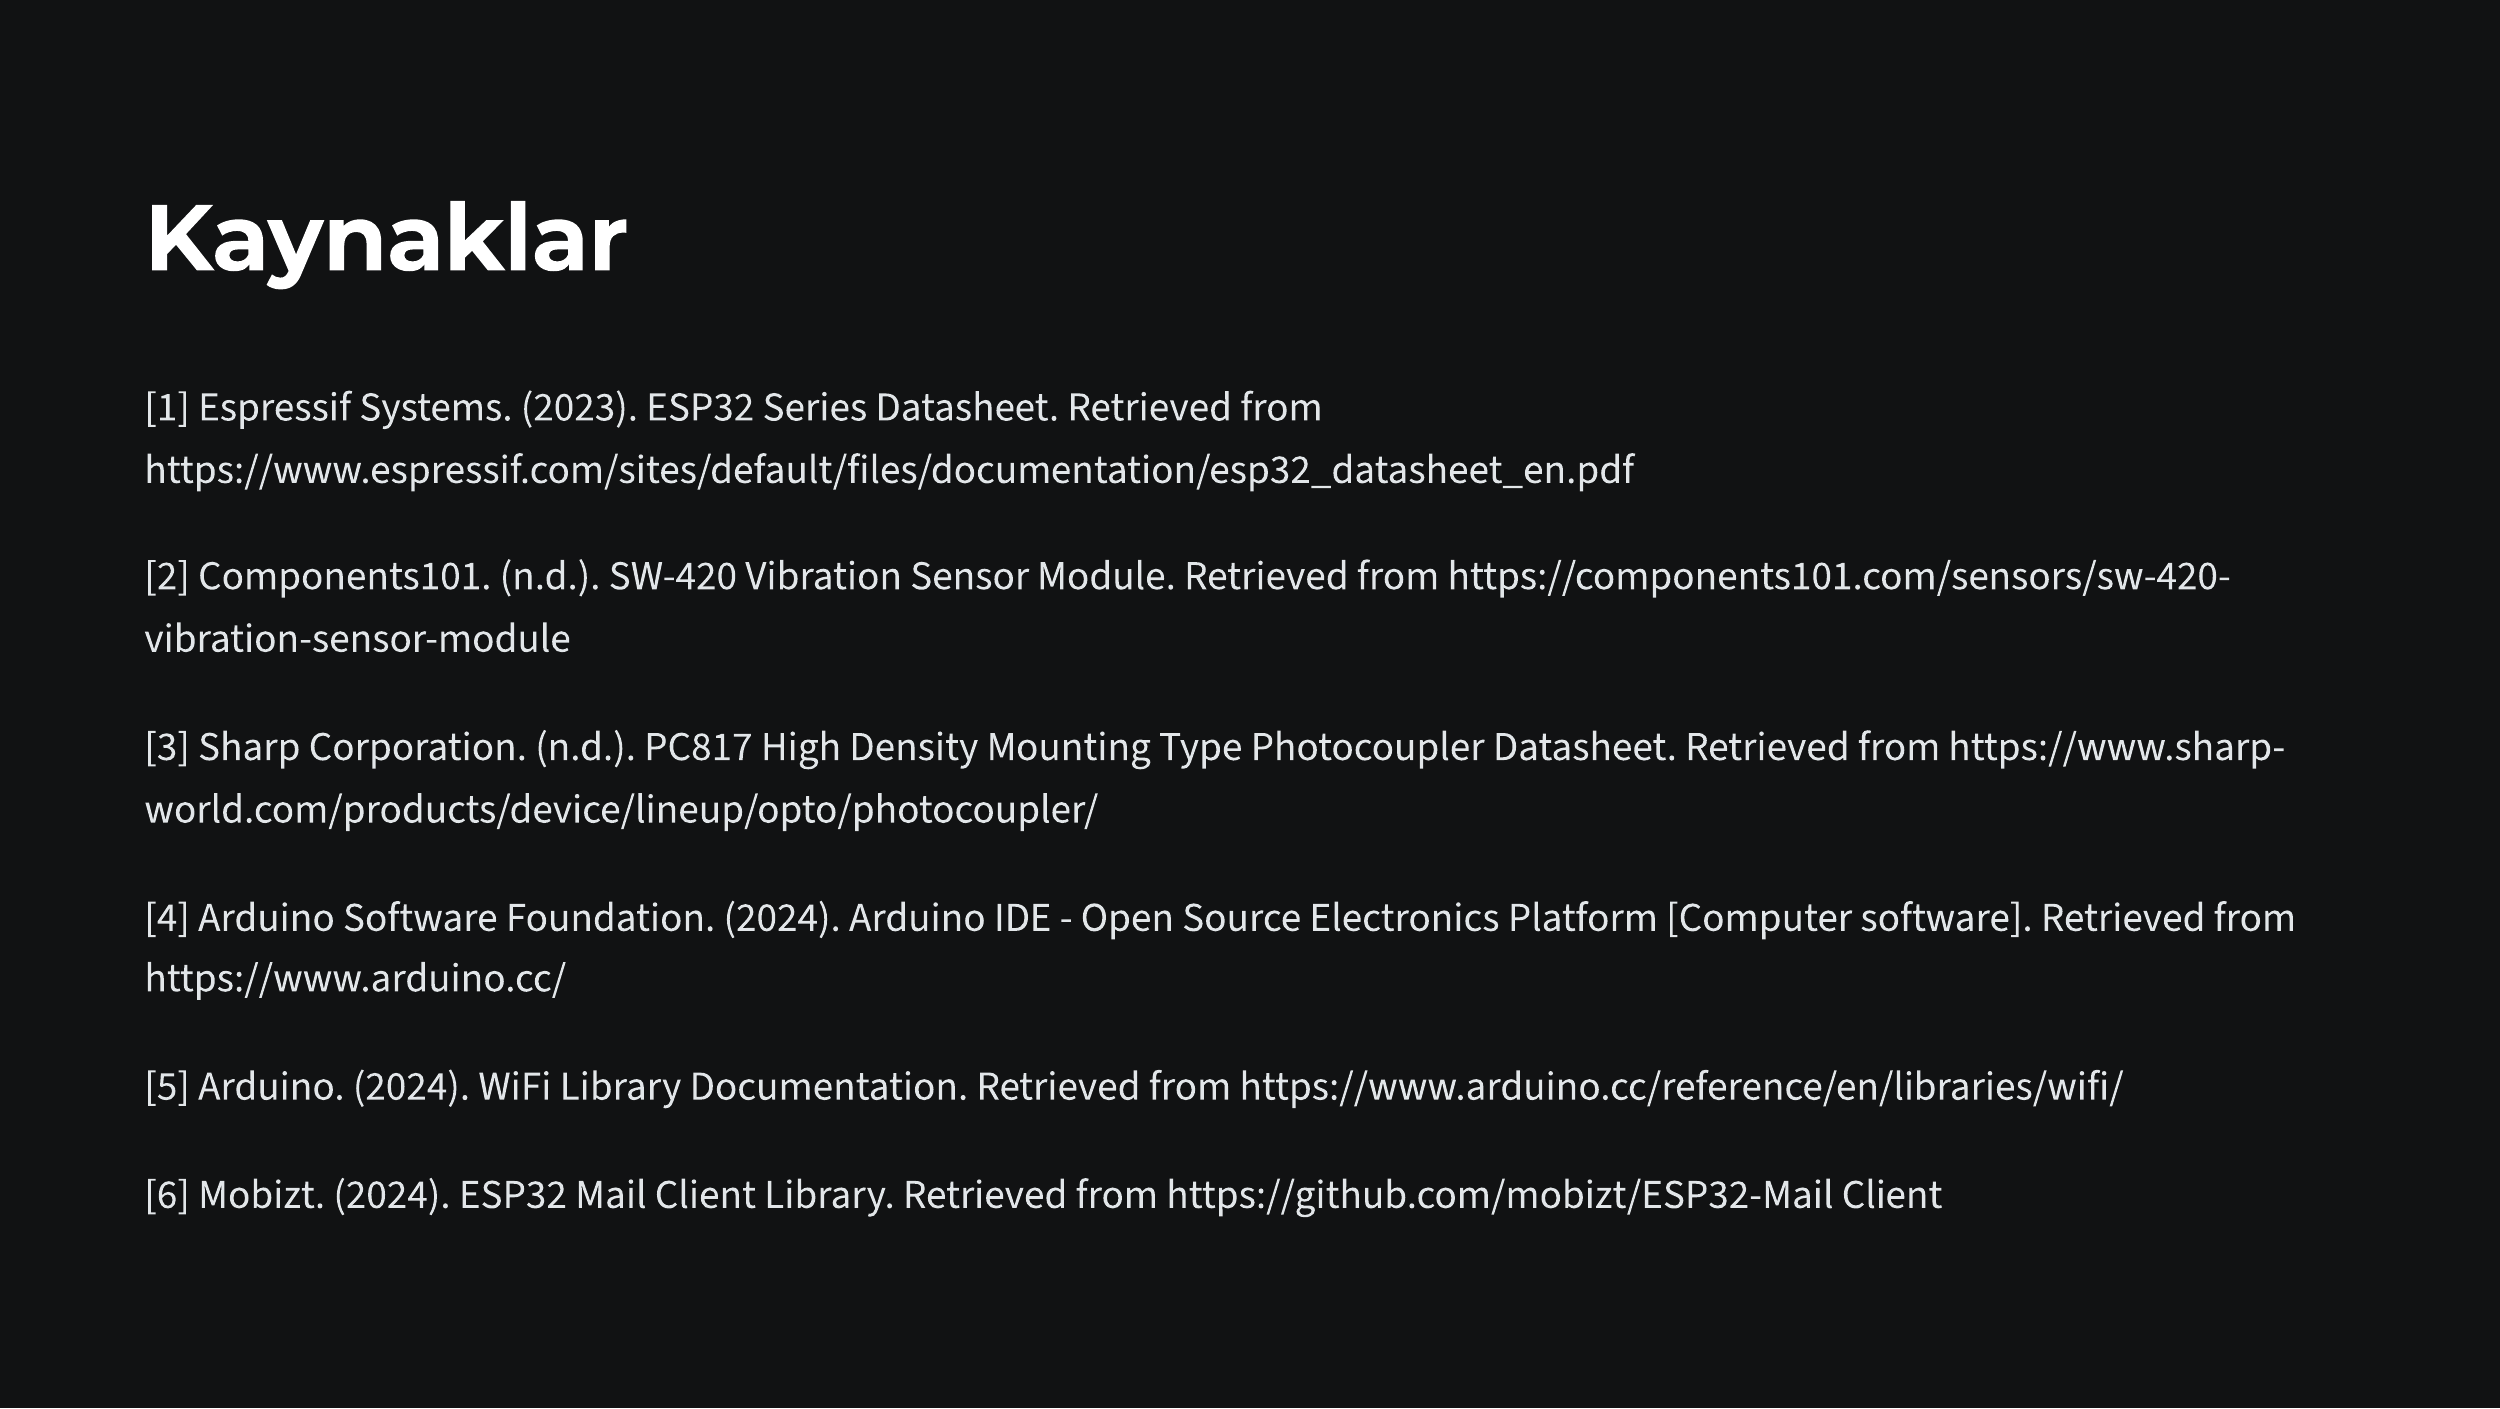 Kaynaklar
[1] Espressif Systems. (2023). ESP32 Series Datasheet. Retrieved from
https://www.espressif.com/sites/default/files/documentation/esp32_datasheet_en.pdf
[2] Components101. (n.d.). SW-420 Vibration Sensor Module. Retrieved from https://components101.com/sensors/sw-420-
vibration-sensor-module
[3] Sharp Corporation. (n.d.). PC817 High Density Mounting Type Photocoupler Datasheet. Retrieved from https://www.sharp-
world.com/products/device/lineup/opto/photocoupler/
[4] Arduino Software Foundation. (2024). Arduino IDE - Open Source Electronics Platform [Computer software]. Retrieved from
https://www.arduino.cc/
[5] Arduino. (2024). WiFi Library Documentation. Retrieved from https://www.arduino.cc/reference/en/libraries/wifi/
[6] Mobizt. (2024). ESP32 Mail Client Library. Retrieved from https://github.com/mobizt/ESP32-Mail Client